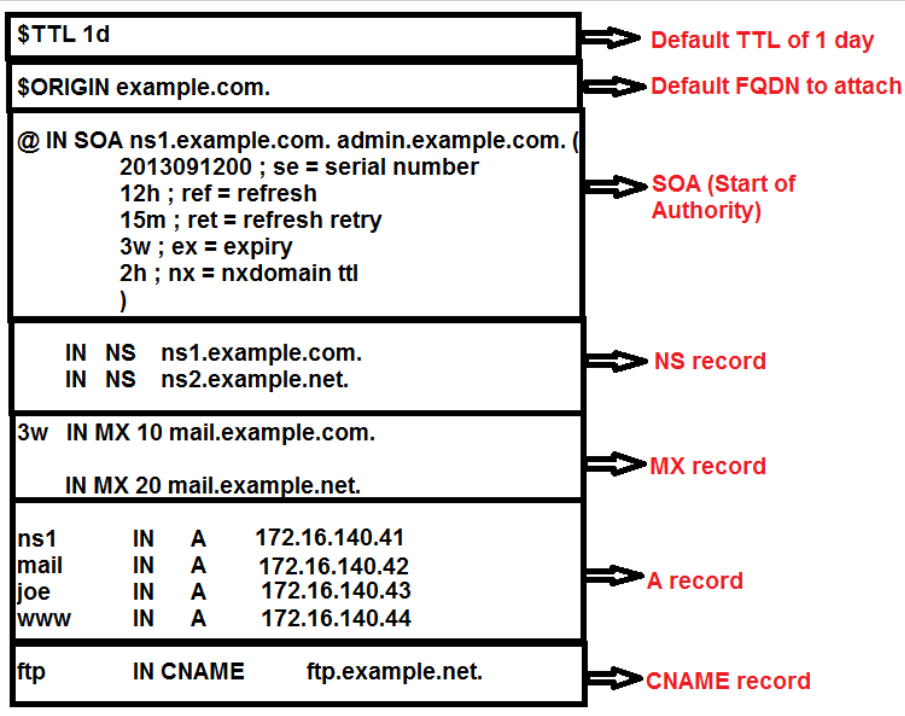 $TTL 1d
Default TTL of 1 day
$ORIGIN example.com.
Default FQDN to attach
@ IN SOA ns1.example.com. admin.example.com. (
2013091200 ; se = serial number
12h ; ref = refresh
15m ; ret = refresh retry
3w ; ex = expiry
2h ; nx = nxdomain ttl
)
SOA (Start of
Authority)
IN NS ns1.example.com.
IN NS ns2.example.net.
NS record
3w IN MX 10 mail.example.com.
IN MX 20 mail.example.net.
MX record
ns1 IN A 172.16.140.41
mail IN A 172.16.140.42
joe IN A 172.16.140.43
www IN A 172.16.140.44
A record
ftp IN CNAME ftp.example.net.
CNAME record